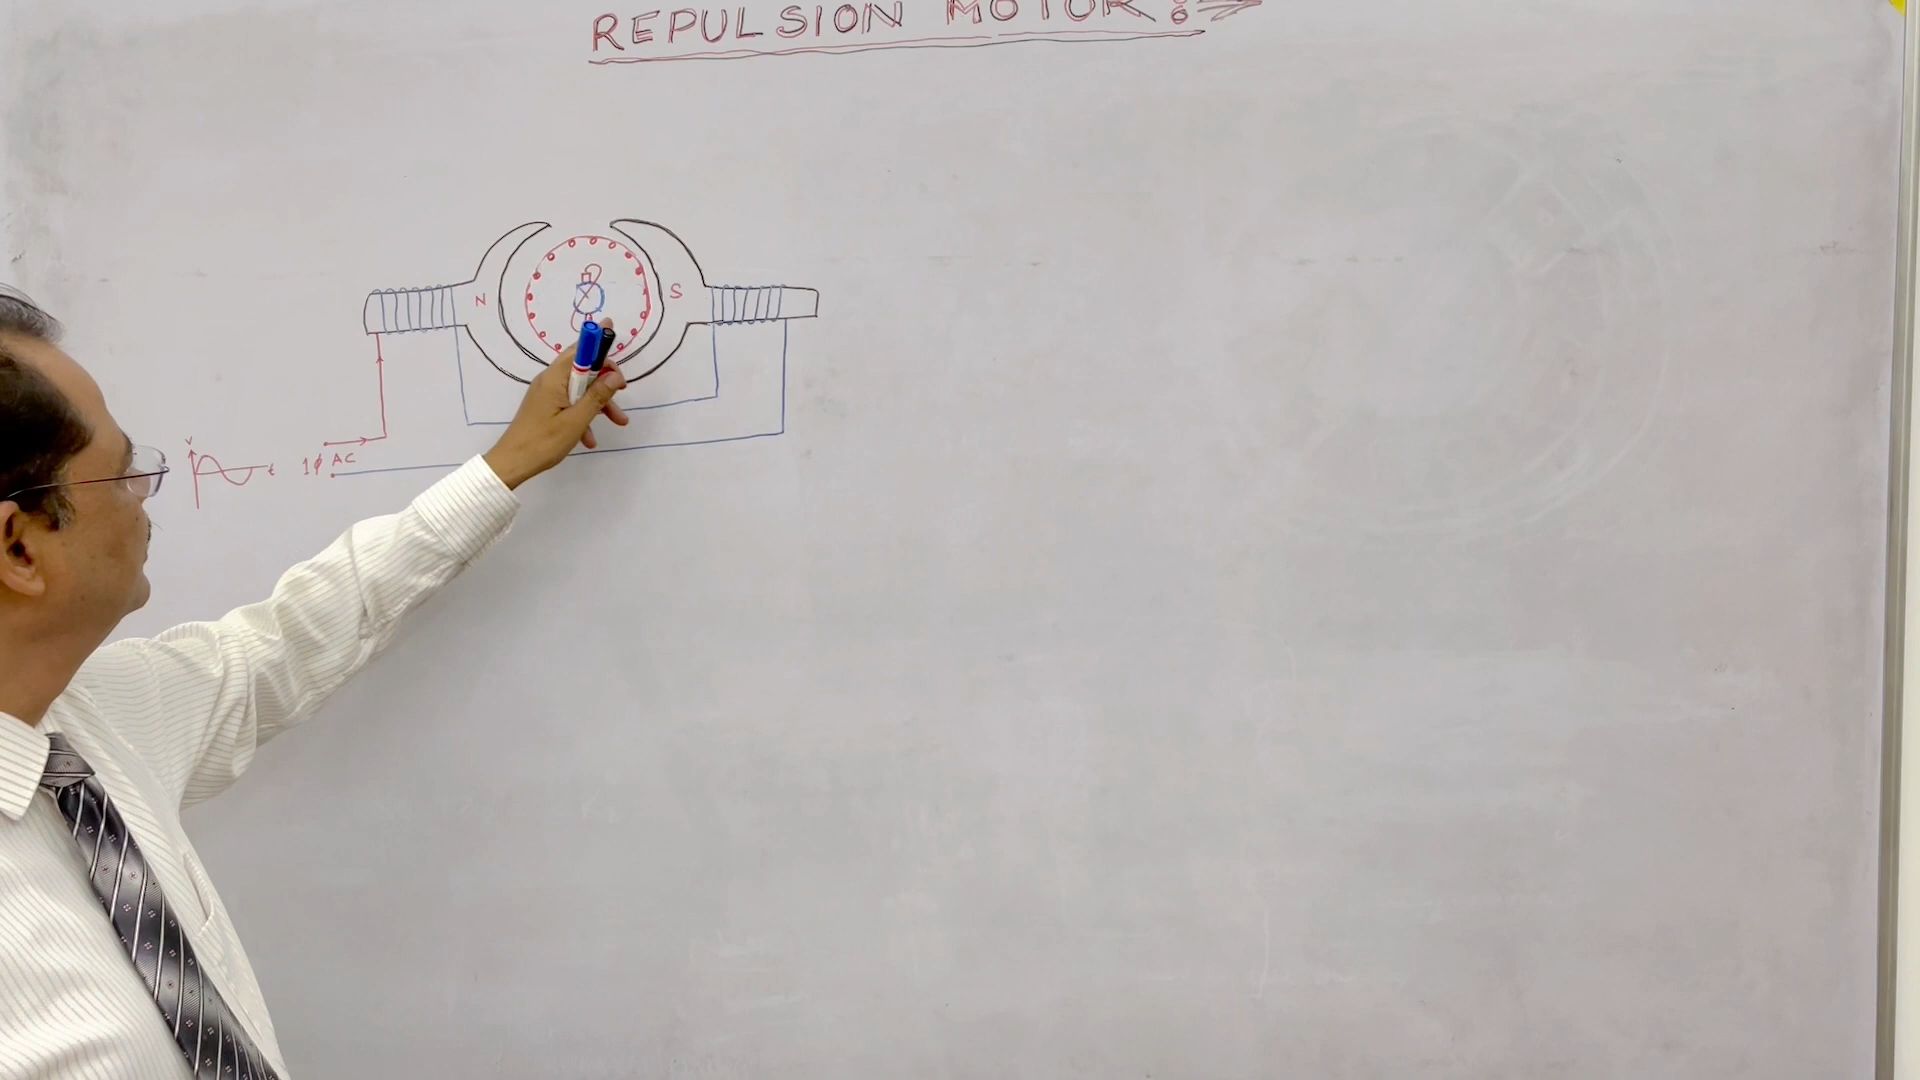 REPULSION MOTOR :⇒
N
S
V
t
1ϕ AC